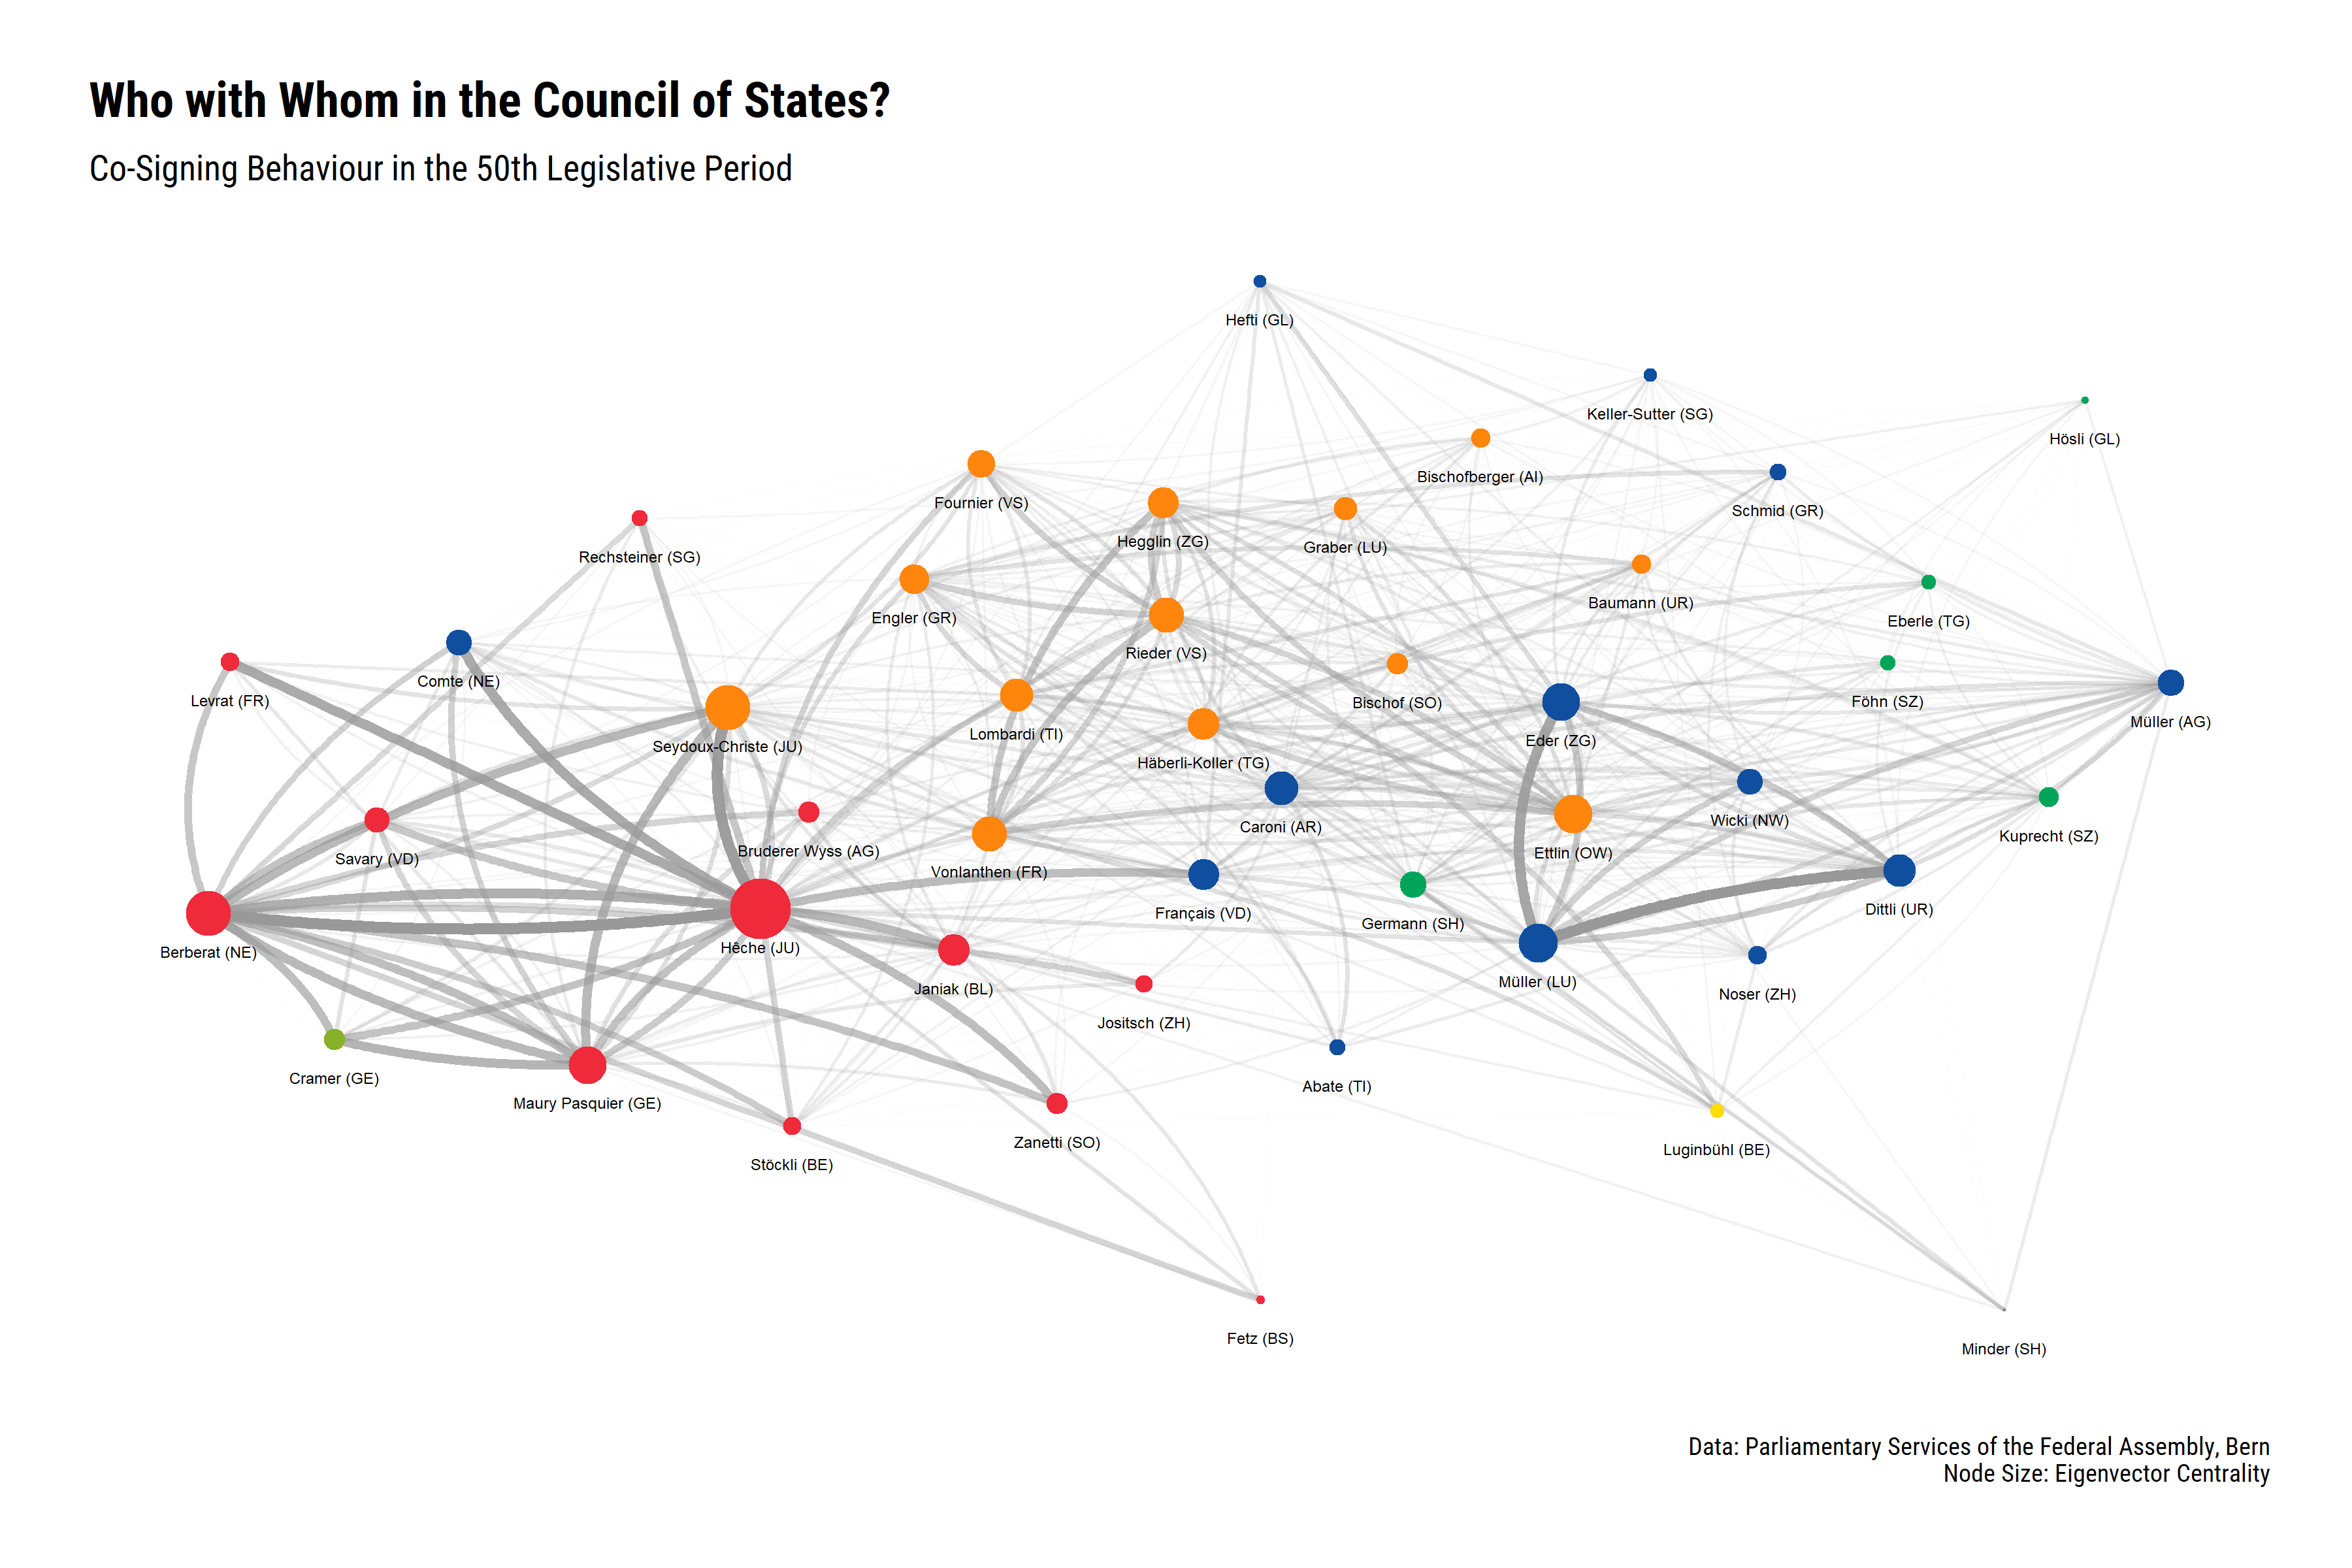 Who with Whom in the Council of States?
Co-Signing Behaviour in the 50th Legislative Period
Hefti (GL)
Keller-Sutter (SG)
Hösli (GL)
Bischofberger (AI)
Fournier (VS)
Schmid (GR)
Hegglin (ZG)
Graber (LU)
Rechsteiner (SG)
Baumann (UR)
Engler (GR)
Eberle (TG)
Rieder (VS)
Comte (NE)
Levrat (FR)
Bischof (SO)
Föhn (SZ)
Müller (AG)
Lombardi (TI)
Eder (ZG)
Seydoux-Christe (JU)
Häberli-Koller (TG)
Wicki (NW)
Caroni (AR)
Kuprecht (SZ)
Bruderer Wyss (AG)
Ettlin (OW)
Savary (VD)
Vonlanthen (FR)
Dittli (UR)
Français (VD)
Germann (SH)
Hêche (JU)
Berberat (NE)
Müller (LU)
Janiak (BL)
Noser (ZH)
Jositsch (ZH)
Cramer (GE)
Abate (TI)
Maury Pasquier (GE)
Zanetti (SO)
Luginbühl (BE)
Stöckli (BE)
Fetz (BS)
Minder (SH)
Data: Parliamentary Services of the Federal Assembly, Bern
Node Size: Eigenvector Centrality